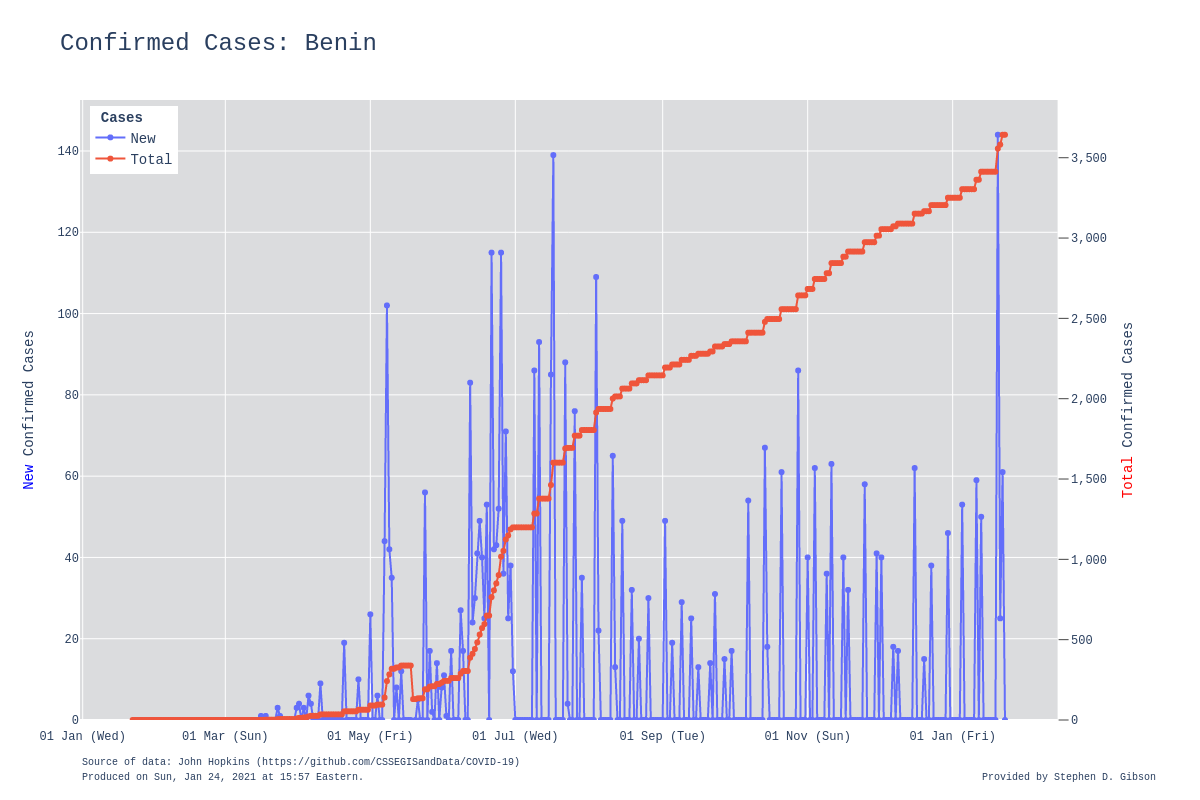 Confirmed Cases: Benin
Cases
New
Total
140
120
100
80
60
40
20
0
3,500
3,000
2,500
2,000
1,500
1,000
500
0
New Confirmed Cases
Total Confirmed Cases
01 Jan (Wed)
01 Mar (Sun)
01 May (Fri)
01 Jul (Wed)
01 Sep (Tue)
01 Nov (Sun)
01 Jan (Fri)
Source of data: John Hopkins (https://github.com/CSSEGISandData/COVID-19)
Produced on Sun, Jan 24, 2021 at 15:57 Eastern.
Provided by Stephen D. Gibson